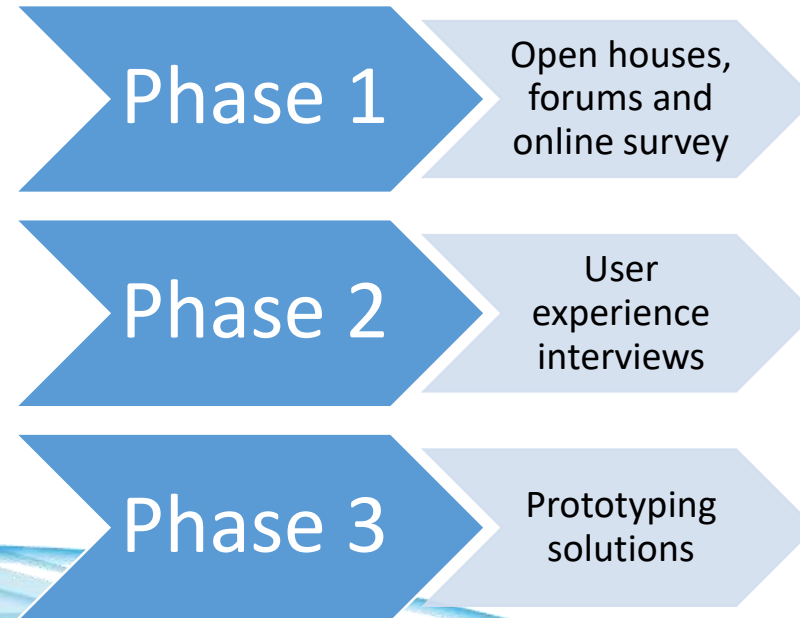 Phase 1
Open houses,
forums and
online survey
Phase 2
User
experience
interviews
Phase 3
Prototyping
solutions